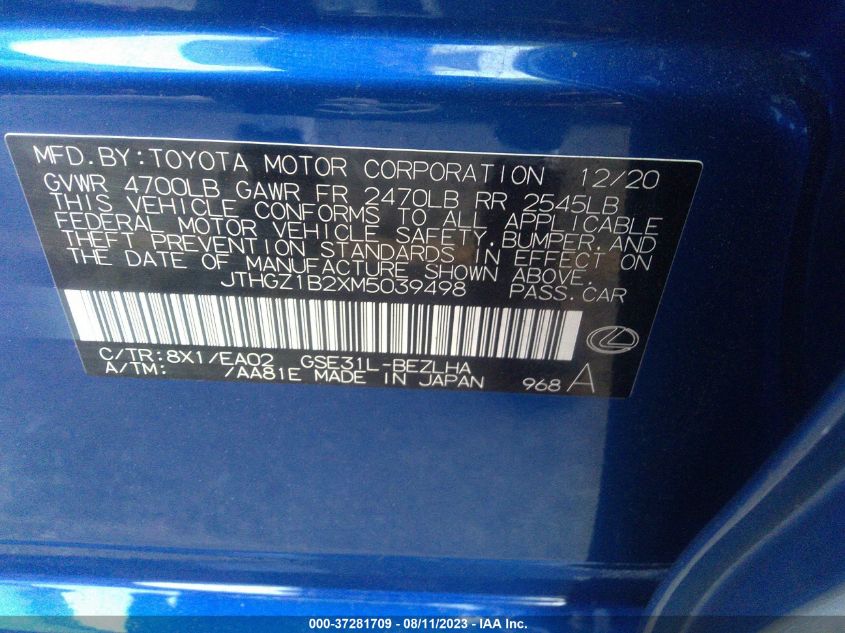 MFD.BY:TOYOTA MOTOR CORPORATION 12/20
GVWR 4700LB GAWR FR 2470LB RR 2545LB
THIS VEHICLE CONFORMS TO ALL APPLICABLE
FEDERAL MOTOR VEHICLE SAFETY,BUMPER,AND
THEFT PREVENTION STANDARDS IN EFFECT ON
THE DATE OF MANUFACTURE SHOWN ABOVE.
JTHGZ1B2XM5039498 PASS.CAR
C/TR:8X1/EA02 GSE31L-BEZLHA
A/TM: /AA81E MADE IN JAPAN 968 A
000-37281709 - 08/11/2023 - IAA Inc.